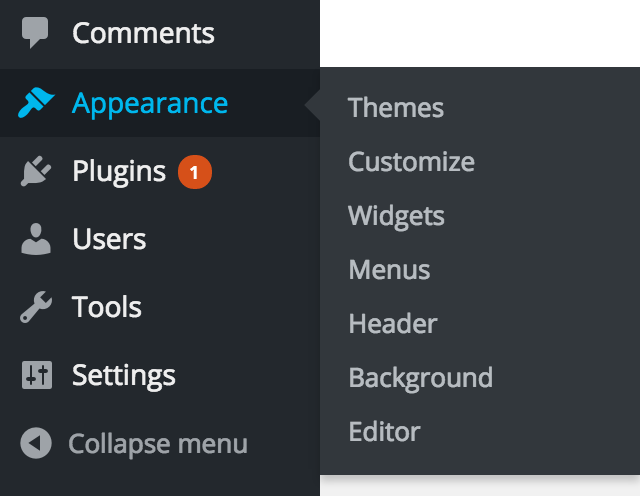 Comments
Appearance
Plugins 1
Users
Tools
Settings
Collapse menu
Themes
Customize
Widgets
Menus
Header
Background
Editor